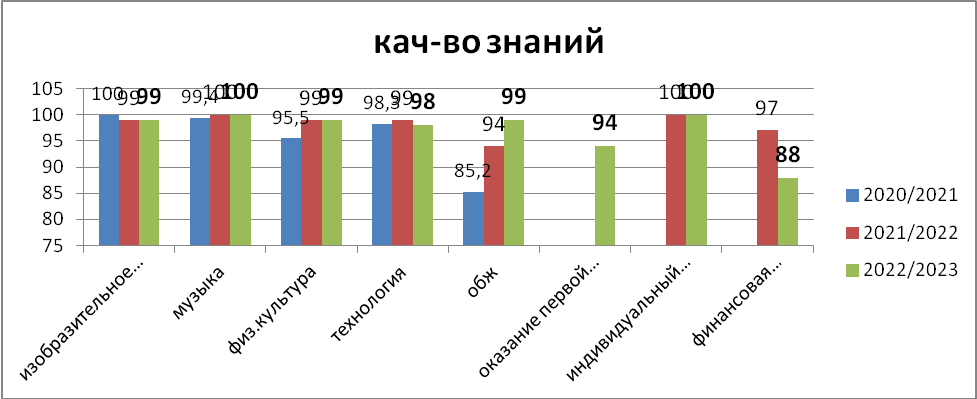 кач-во знаний
105
100
95
90
85
80
75
100 99 99
99,4 100 100
95,5 99 99
98,3 99 98
85,2 94 99
94
100 100
97 88
изобразительное...
музыка
физ.культура
технология
обж
оказание первой...
индивидуальный...
финансовая...
2020/2021
2021/2022
2022/2023